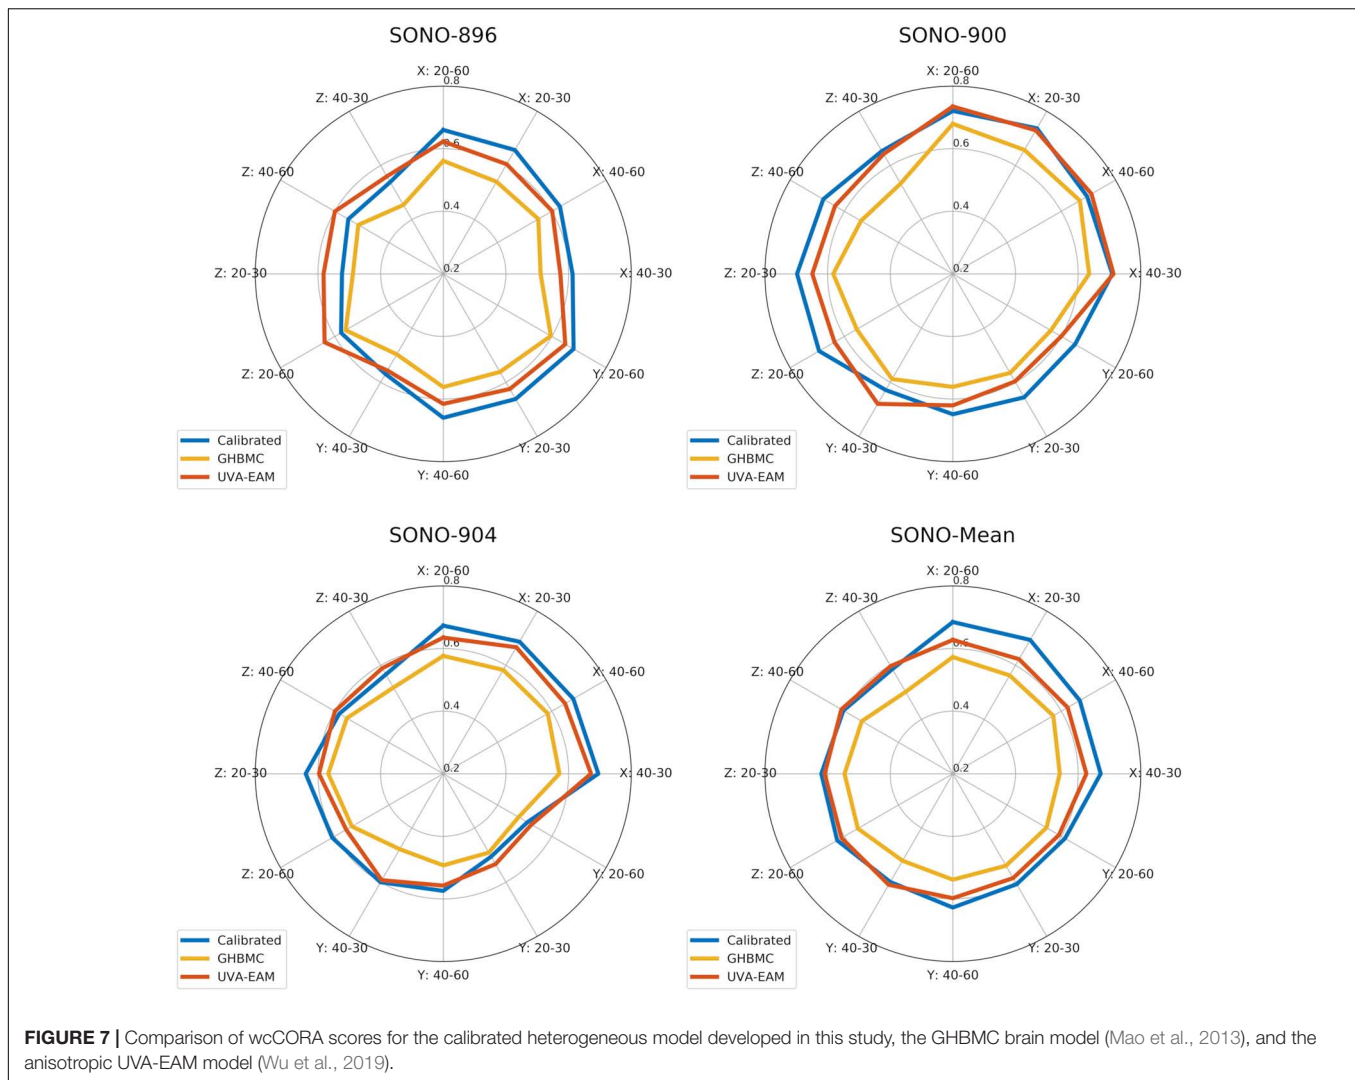 SONO-896
X: 20-60
0.8
Z: 40-30
X: 20-30
0.6
Z: 40-60
X: 40-60
0.4
Z: 20-30
0.2
X: 40-30
Z: 20-60
Y: 20-60
Y: 40-30
Y: 20-30
Y: 40-60
Calibrated
GHBMC
UVA-EAM
SONO-900
X: 20-60
0.8
Z: 40-30
X: 20-30
0.6
Z: 40-60
X: 40-60
0.4
Z: 20-30
0.2
X: 40-30
Z: 20-60
Y: 20-60
Y: 40-30
Y: 20-30
Y: 40-60
Calibrated
GHBMC
UVA-EAM
SONO-904
X: 20-60
0.8
Z: 40-30
X: 20-30
0.6
Z: 40-60
X: 40-60
0.4
Z: 20-30
0.2
X: 40-30
Z: 20-60
Y: 20-60
Y: 40-30
Y: 20-30
Y: 40-60
Calibrated
GHBMC
UVA-EAM
SONO-Mean
X: 20-60
0.8
Z: 40-30
X: 20-30
0.6
Z: 40-60
X: 40-60
0.4
Z: 20-30
0.2
X: 40-30
Z: 20-60
Y: 20-60
Y: 40-30
Y: 20-30
Y: 40-60
Calibrated
GHBMC
UVA-EAM
FIGURE 7 | Comparison of wcCORA scores for the calibrated heterogeneous model developed in this study, the GHBMC brain model (Mao et al., 2013), and the
anisotropic UVA-EAM model (Wu et al., 2019).